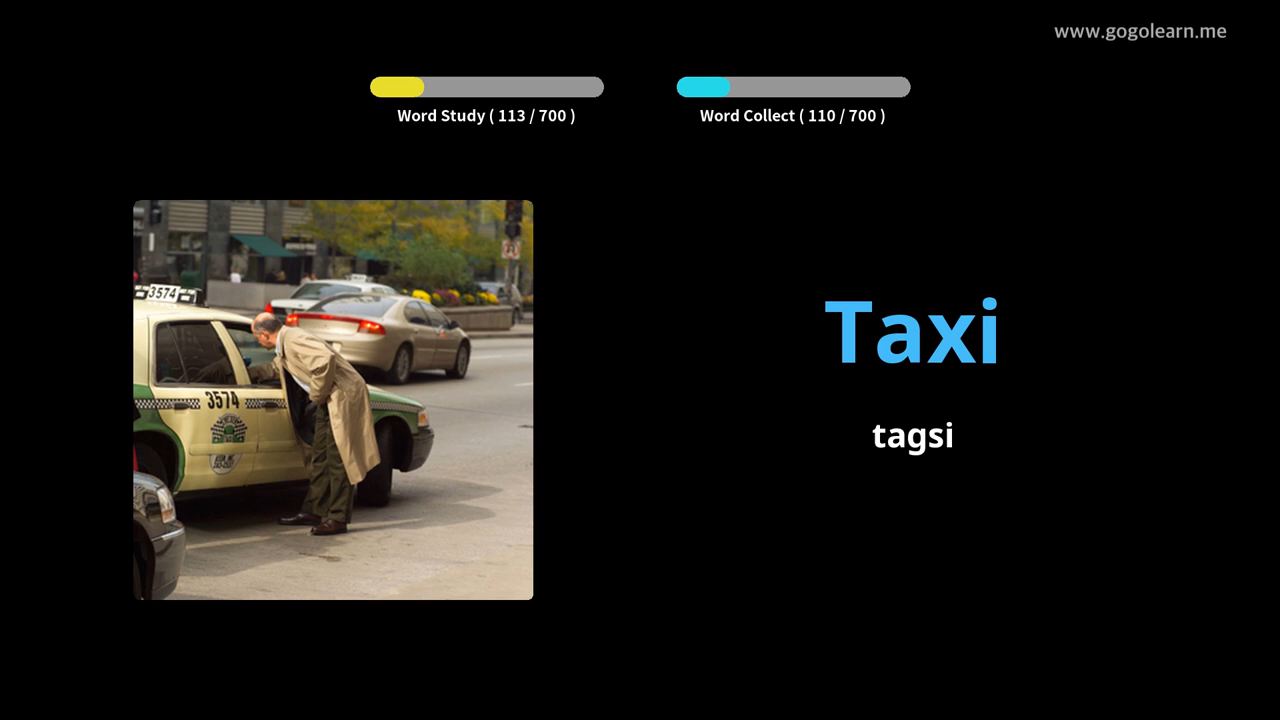 www.gogolearn.me
Word Study ( 113 / 700 )
Word Collect ( 110 / 700 )
3574
3574
Taxi
tagsi